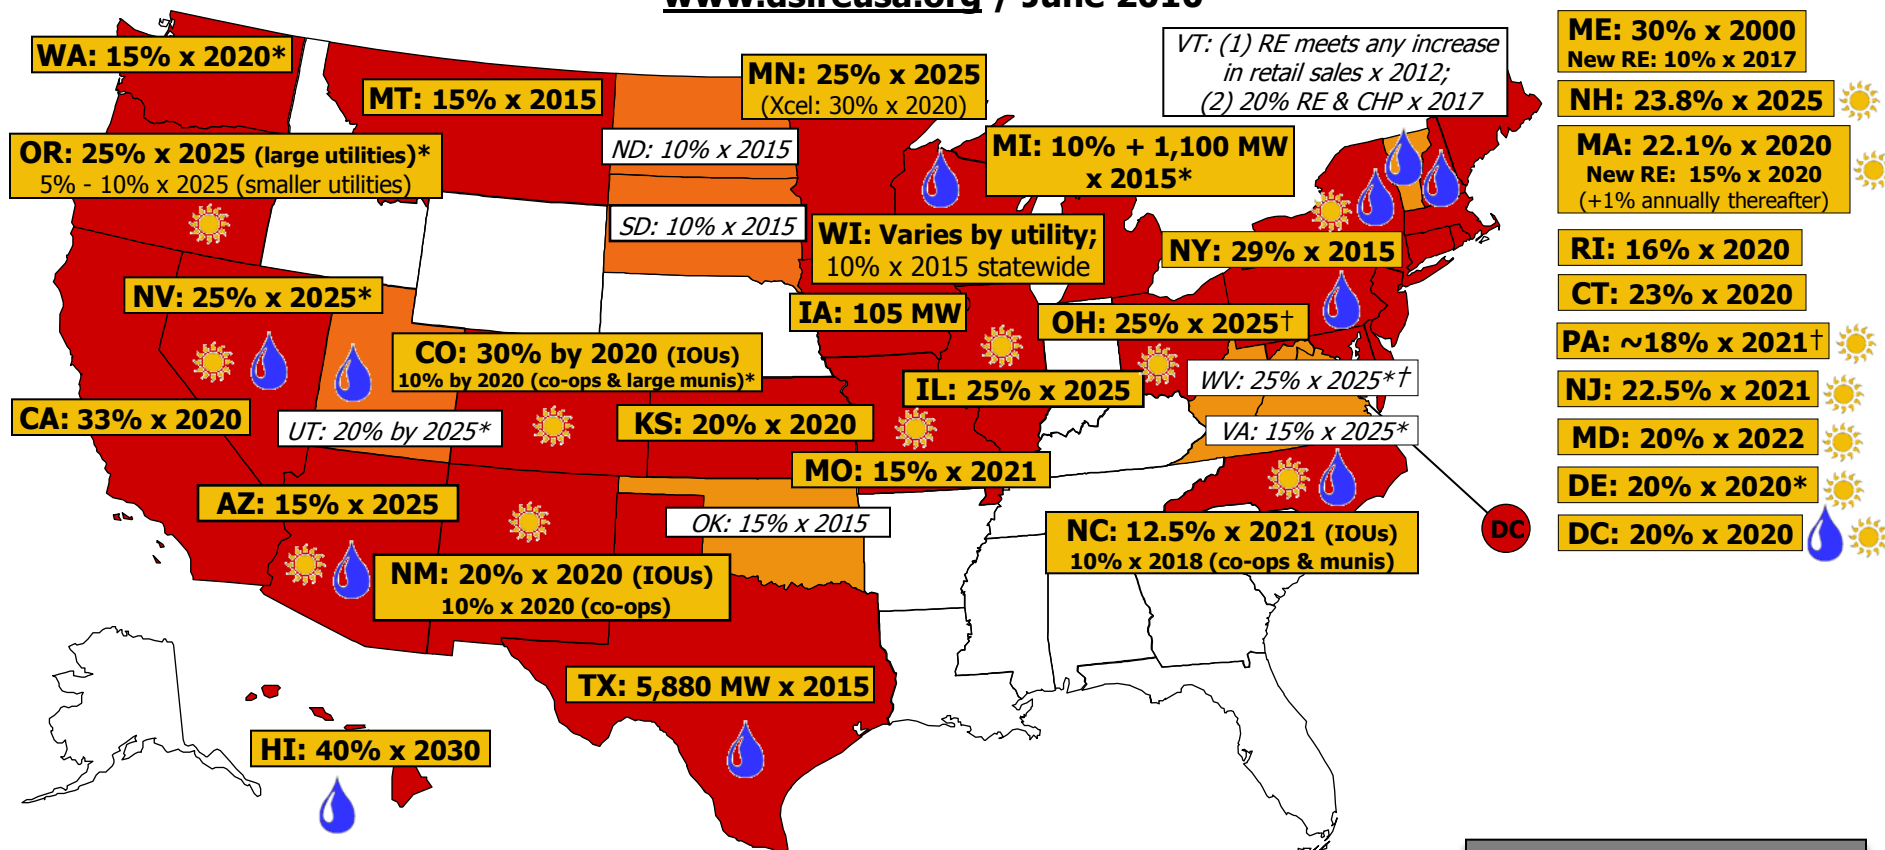 www.dsireusa.org / June 2010
WA: 15% x 2020*
MT: 15% x 2015
MN: 25% x 2025
(Xcel: 30% x 2020)
VT: (1) RE meets any increase
in retail sales x 2012;
(2) 20% RE & CHP x 2017
ME: 30% x 2000
New RE: 10% x 2017
NH: 23.8% x 2025
OR: 25% x 2025 (large utilities)*
5% - 10% x 2025 (smaller utilities)
ND: 10% x 2015
MI: 10% + 1,100 MW
x 2015*
MA: 22.1% x 2020
New RE: 15% x 2020
(+1% annually thereafter)
SD: 10% x 2015
WI: Varies by utility;
10% x 2015 statewide
NY: 29% x 2015
RI: 16% x 2020
NV: 25% x 2025*
IA: 105 MW
OH: 25% x 2025†
CT: 23% x 2020
CO: 30% by 2020 (IOUs)
10% by 2020 (co-ops & large munis)*
PA: ~18% x 2021†
IL: 25% x 2025
WV: 25% x 2025*†
NJ: 22.5% x 2021
CA: 33% x 2020
UT: 20% by 2025*
KS: 20% x 2020
VA: 15% x 2025*
MD: 20% x 2022
MO: 15% x 2021
DE: 20% x 2020*
AZ: 15% x 2025
OK: 15% x 2015
NC: 12.5% x 2021 (IOUs)
10% x 2018 (co-ops & munis)
DC
DC: 20% x 2020
NM: 20% x 2020 (IOUs)
10% x 2020 (co-ops)
TX: 5,880 MW x 2015
HI: 40% x 2030